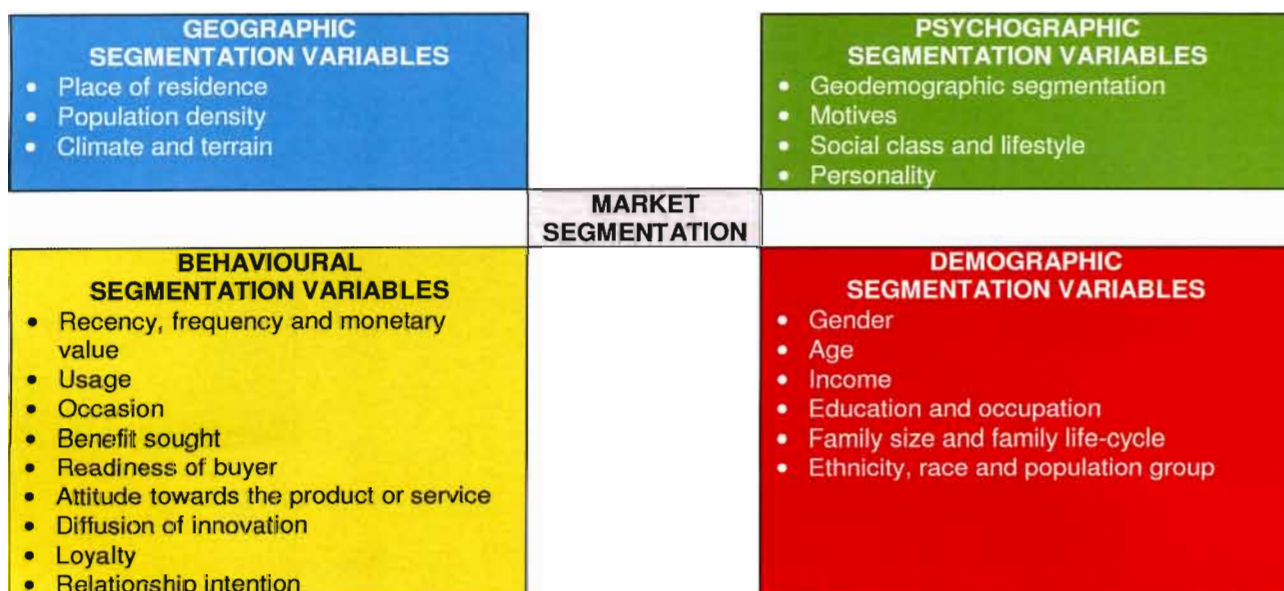 GEOGRAPHIC
SEGMENTATION VARIABLES
• Place of residence
• Population density
• Climate and terrain
PSYCHOGRAPHIC
SEGMENTATION VARIABLES
• Geodemographic segmentation
• Motives
• Social class and lifestyle
• Personality
MARKET
SEGMENTATION
BEHAVIOURAL
SEGMENTATION VARIABLES
• Recency, frequency and monetary
value
• Usage
• Occasion
• Benefit sought
• Readiness of buyer
• Attitude towards the product or service
• Diffusion of innovation
• Loyalty
• Relationship intention
DEMOGRAPHIC
SEGMENTATION VARIABLES
• Gender
• Age
• Income
• Education and occupation
• Family size and family life-cycle
• Ethnicity, race and population group